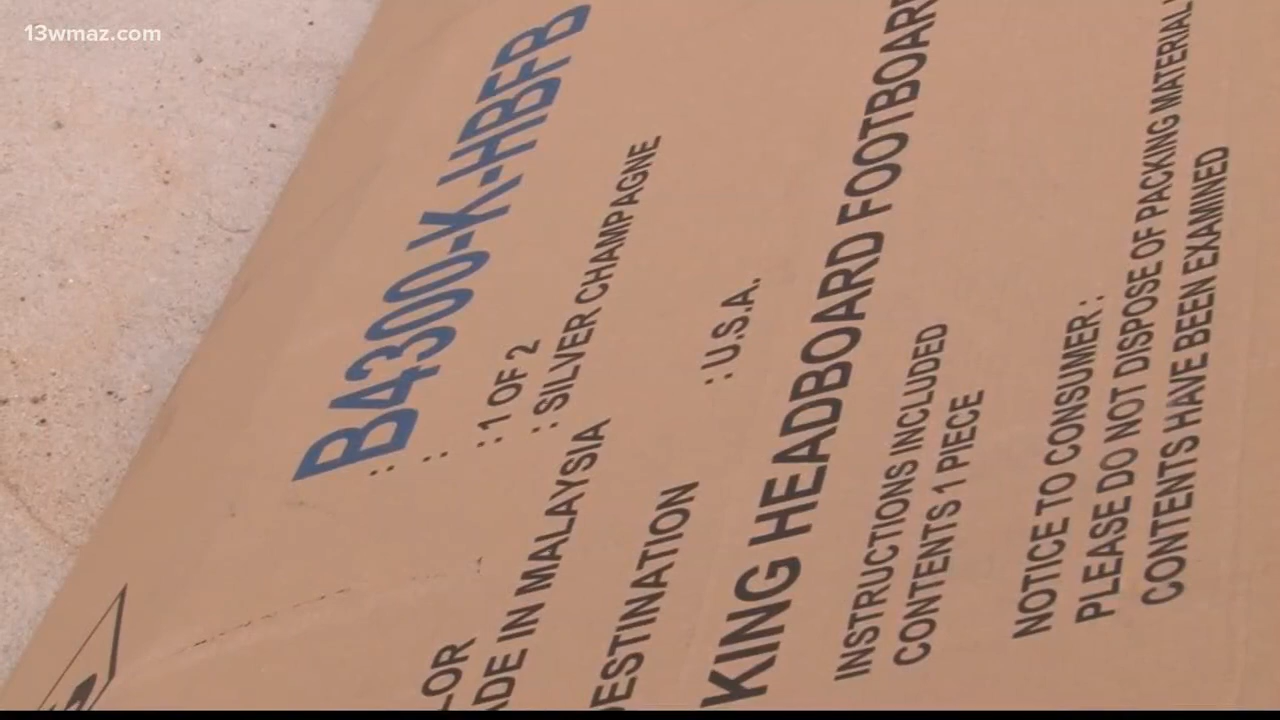 13wmaz.com
B4300-K-HBFB
: 1 OF 2
: SILVER CHAMPAGNE
MALAYSIA
: U.S.A.
KING HEADBOARD
INSTRUCTIONS INCLUDED
CONTENTS 1 PIECE
NOTICE TO CONSUMER :
PLEASE DO NOT DISPOSE OF PACKING MATERIAL
CONTENTS HAVE BEEN EXAMINED
LOR
ADE IN
ESTINATION
FOOTBOAR